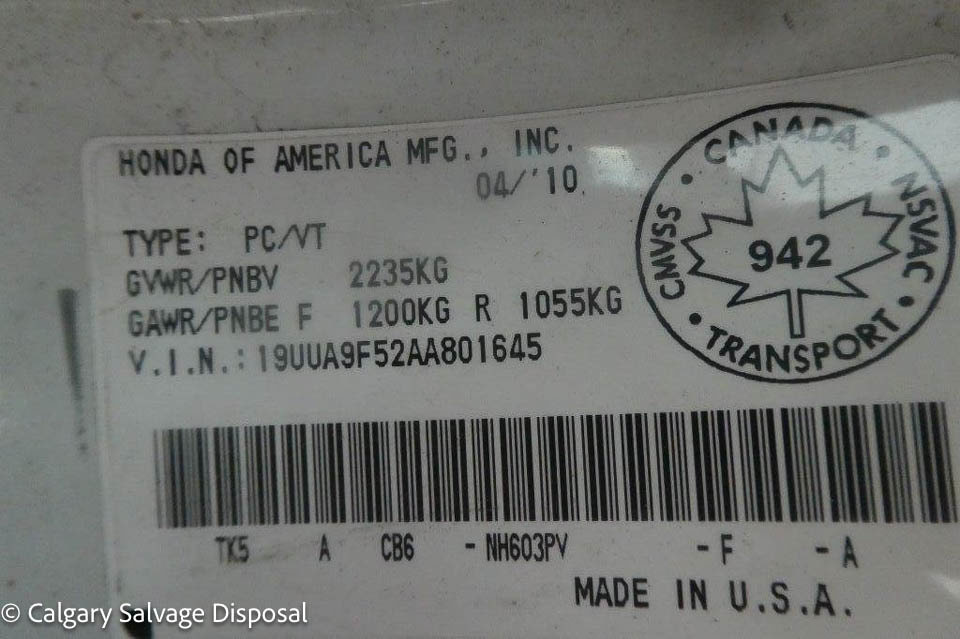 HONDA OF AMERICA MFG., INC.
04/'10
TYPE: PC/VT
GVWR/PNBV 2235KG
GAWR/PNBE F 1200KG R 1055KG
V.I.N.: 19UUA9F52AA801645
CANADA
CMVSS
NSVAC
942
TRANSPORT
TK5 A CB6 - NH603PV - F - A
MADE IN U.S.A.
© Calgary Salvage Disposal